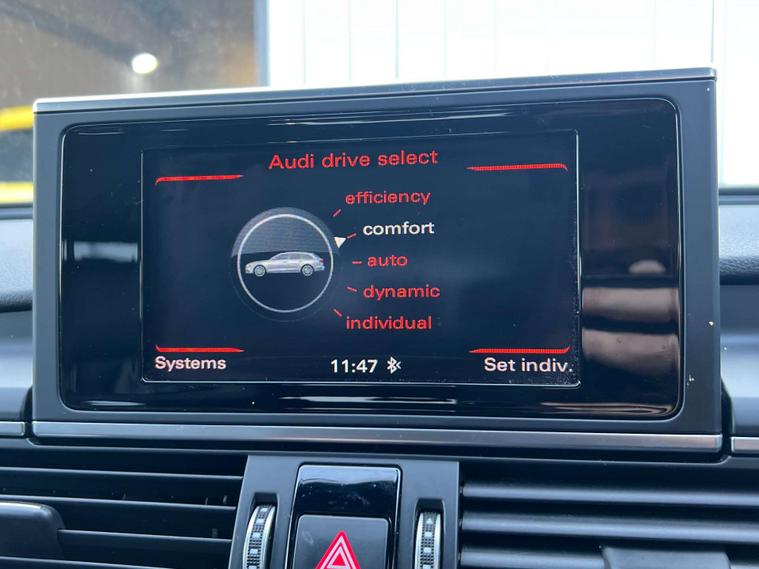 Audi drive select
efficiency
comfort
auto
dynamic
individual
Systems 11:47 Set indiv.